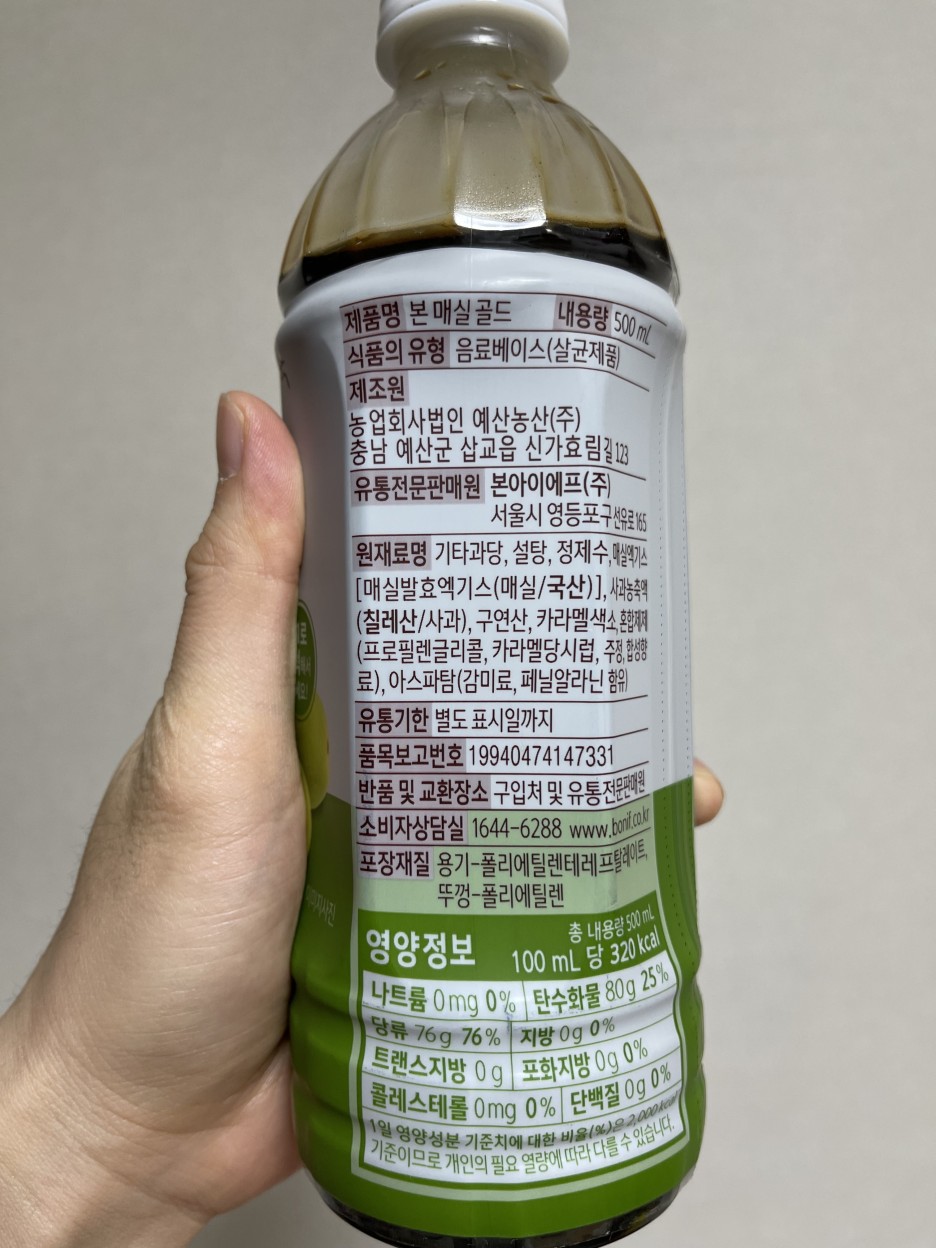 제품명 본 매실 골드 내용량 500 mL
식품의 유형 음료베이스(살균제품)
제조원
농업회사법인 예산농산(주)
충남 예산군 삽교읍 신가효림길 123
유통전문판매원 본아이에프(주)
서울시 영등포구 선유로 165
원재료명 기타과당, 설탕, 정제수, 매실엑기스
[매실발효엑기스(매실/국산)], 사과농축액
(칠레산/사과), 구연산, 카라멜색소, 혼합제제
(프로필렌글리콜, 카라멜당시럽, 주정, 합성향
료), 아스파탐(감미료, 페닐알라닌 함유)
유통기한 별도 표시일까지
품목보고번호 19940474147331
반품 및 교환장소 구입처 및 유통전문판매원
소비자상담실 1644-6288 www.bonif.co.kr
포장재질 용기-폴리에틸렌테레프탈레이트,
뚜껑-폴리에틸렌
영양정보 총 내용량 500 mL
100 mL 당 320 kcal
나트륨 0mg 0% 탄수화물 80g 25%
당류 76g 76% 지방 0g 0%
트랜스지방 0g 포화지방 0g 0%
콜레스테롤 0mg 0% 단백질 0g 0%
1일 영양성분 기준치에 대한 비율(%)은 2,000 kcal
기준이므로 개인의 필요 열량에 따라 다를 수 있습니다.